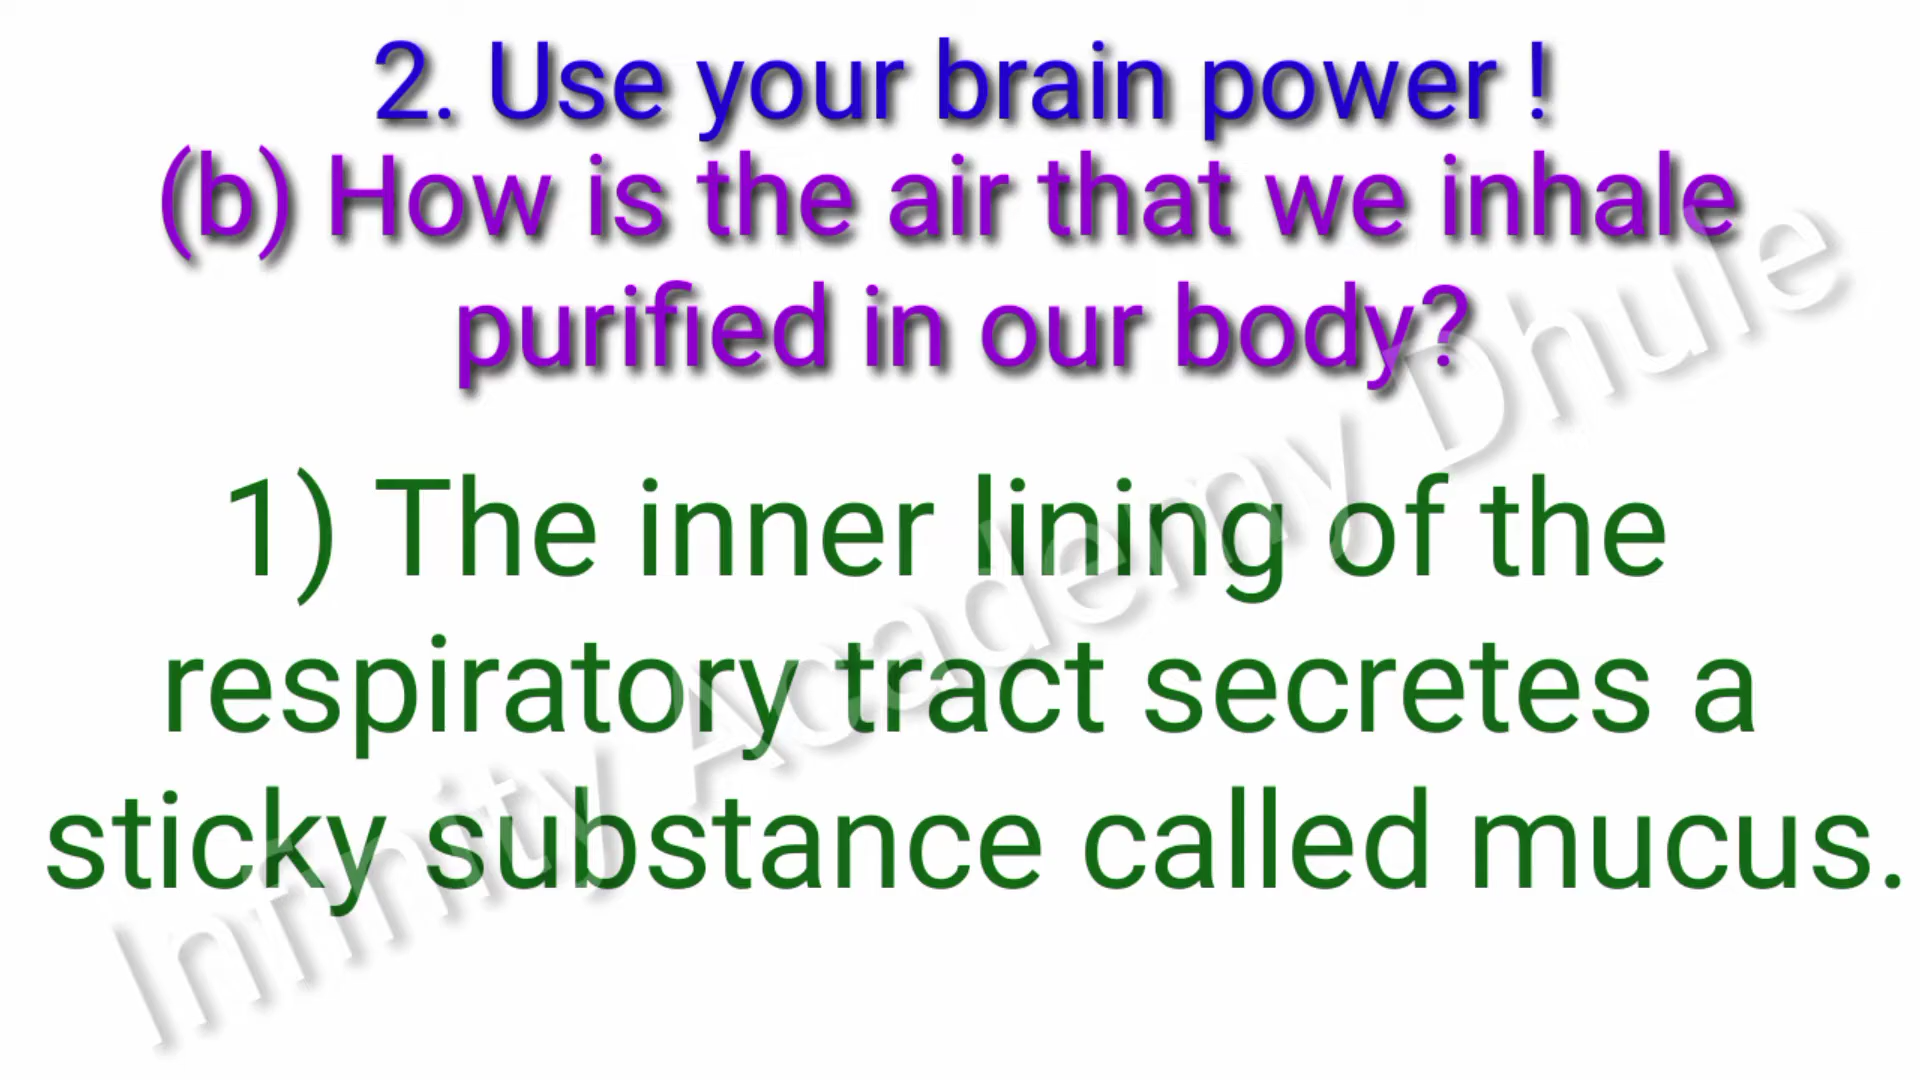 2. Use your brain power !
(b) How is the air that we inhale
purified in our body?
1) The inner lining of the
respiratory tract secretes a
sticky substance called mucus.
Infinity Academy Dhule